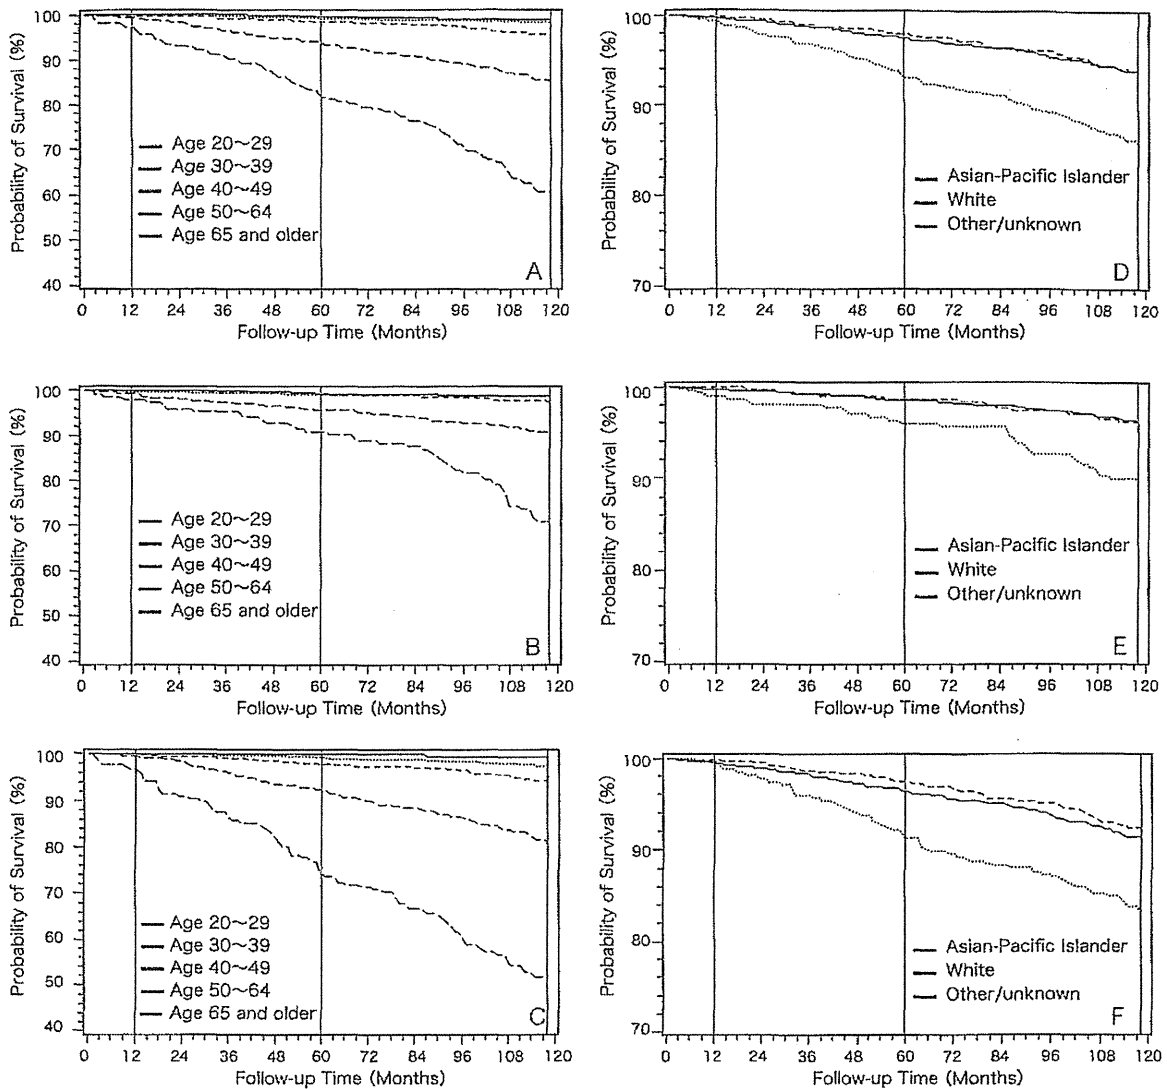 Probability of Survival (%)
100
90
80
70
60
50
40
Age 20~29
Age 30~39
Age 40~49
Age 50~64
Age 65 and older
A
0 12 24 36 48 60 72 84 96 108 120
Follow-up Time (Months)
Probability of Survival (%)
100
90
80
70
Asian-Pacific Islander
White
Other/unknown
D
0 12 24 36 48 60 72 84 96 108 120
Follow-up Time (Months)
Probability of Survival (%)
100
90
80
70
60
50
40
Age 20~29
Age 30~39
Age 40~49
Age 50~64
Age 65 and older
B
0 12 24 36 48 60 72 84 96 108 120
Follow-up Time (Months)
Probability of Survival (%)
100
90
80
70
Asian-Pacific Islander
White
Other/unknown
E
0 12 24 36 48 60 72 84 96 108 120
Follow-up Time (Months)
Probability of Survival (%)
100
90
80
70
60
50
40
Age 20~29
Age 30~39
Age 40~49
Age 50~64
Age 65 and older
C
0 12 24 36 48 60 72 84 96 108 120
Follow-up Time (Months)
Probability of Survival (%)
100
90
80
70
Asian-Pacific Islander
White
Other/unknown
F
0 12 24 36 48 60 72 84 96 108 120
Follow-up Time (Months)